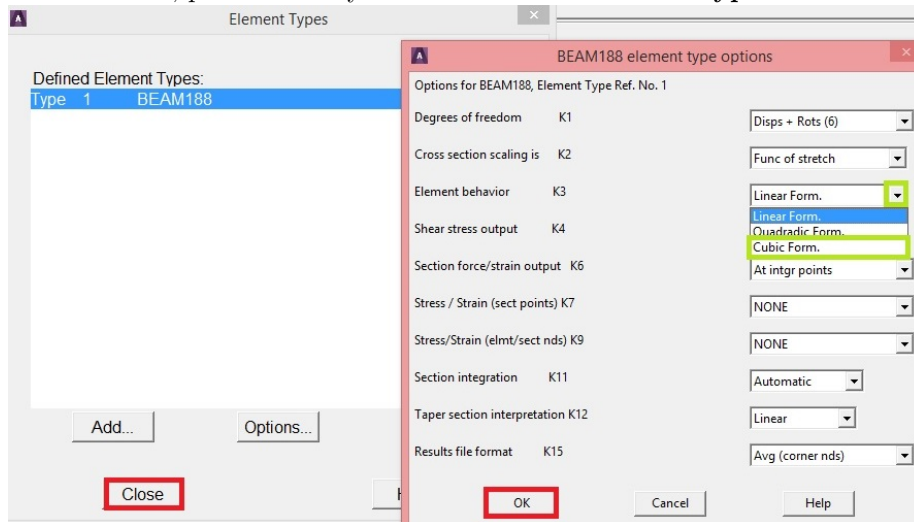 Element Types
Defined Element Types:
Type 1 BEAM188
Add...
Options...
Close
BEAM188 element type options
Options for BEAM188, Element Type Ref. No. 1
Degrees of freedom K1 Disps + Rots (6)
Cross section scaling is K2 Func of stretch
Element behavior K3 Linear Form.
Linear Form.
Quadradic Form.
Shear stress output K4
Cubic Form.
Section force/strain output K6 At intgr points
Stress / Strain (sect points) K7 NONE
Stress/Strain (elmt/sect nds) K9 NONE
Section integration K11 Automatic
Taper section interpretation K12 Linear
Results file format K15 Avg (corner nds)
OK
Cancel
Help